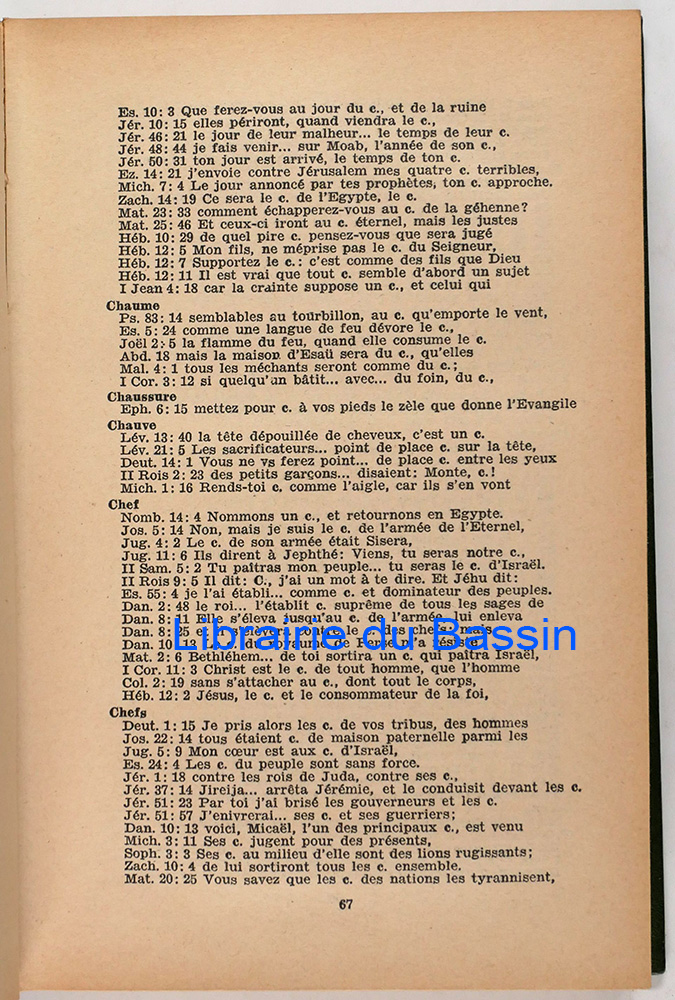 Es. 10: 3 Que ferez-vous au jour du c., et de la ruine
Jér. 10: 15 elles périront, quand viendra le c.,
Jér. 46: 21 le jour de leur malheur... le temps de leur c.
Jér. 48: 44 je fais venir... sur Moab, l'année de son c.,
Jér. 50: 31 ton jour est arrivé, le temps de ton c.
Ez. 14: 21 j'envoie contre Jérusalem mes quatre c. terribles,
Mich. 7: 4 Le jour annoncé par tes prophètes, ton c. approche.
Zach. 14: 19 Ce sera le c. de l'Egypte, le c.
Mat. 23: 33 comment échapperez-vous au c. de la géhenne?
Mat. 25: 46 Et ceux-ci iront au c. éternel, mais les justes
Héb. 10: 29 de quel pire c. pensez-vous que sera jugé
Héb. 12: 5 Mon fils, ne méprise pas le c. du Seigneur,
Héb. 12: 7 Supportez le c.: c'est comme des fils que Dieu
Héb. 12: 11 Il est vrai que tout c. semble d'abord un sujet
I Jean 4: 18 car la crainte suppose un c., et celui qui
Chaume
Ps. 83: 14 semblables au tourbillon, au c. qu'emporte le vent,
Es. 5: 24 comme une langue de feu dévore le c.,
Joël 2: 5 la flamme du feu, quand elle consume le c.
Abd. 18 mais la maison d'Esaü sera du c., qu'elles
Mal. 4: 1 tous les méchants seront comme du c.;
I Cor. 3: 12 si quelqu'un bâtit... avec... du foin, du c.,
Chaussure
Eph. 6: 15 mettez pour c. à vos pieds le zèle que donne l'Evangile
Chauve
Lév. 13: 40 la tête dépouillée de cheveux, c'est un c.
Lév. 21: 5 Les sacrificateurs... point de place c. sur la tête,
Deut. 14: 1 Vous ne vs ferez point... de place c. entre les yeux
II Rois 2: 23 des petits garçons... disaient: Monte, c.!
Mich. 1: 16 Rends-toi c. comme l'aigle, car ils s'en vont
Chef
Nomb. 14: 4 Nommons un c., et retournons en Egypte.
Jos. 5: 14 Non, mais je suis le c. de l'armée de l'Eternel,
Jug. 4: 2 Le c. de son armée était Sisera,
Jug. 11: 6 Ils dirent à Jephthé: Viens, tu seras notre c.,
II Sam. 5: 2 Tu paîtras mon peuple... tu seras le c. d'Israël.
II Rois 9: 5 Il dit: C., j'ai un mot à te dire. Et Jéhu dit:
Es. 55: 4 je l'ai établi... comme c. et dominateur des peuples.
Dan. 2: 48 le roi... l'établit c. suprême de tous les sages de
Dan. 8: 11 Elle s'éleva jusqu'au c. de l'armée, lui enleva
Dan. 8: 25 et le c. des chefs; mais
Librairie du Bassin
Dan. 10: 13 c. du royaume de Perse m'a résisté
Mat. 2: 6 Bethléhem... de toi sortira un c. qui paîtra Israël,
I Cor. 11: 3 Christ est le c. de tout homme, que l'homme
Col. 2: 19 sans s'attacher au c., dont tout le corps,
Héb. 12: 2 Jésus, le c. et le consommateur de la foi,
Chefs
Deut. 1: 15 Je pris alors les c. de vos tribus, des hommes
Jos. 22: 14 tous étaient c. de maison paternelle parmi les
Jug. 5: 9 Mon cœur est aux c. d'Israël,
Es. 24: 4 Les c. du peuple sont sans force.
Jér. 1: 18 contre les rois de Juda, contre ses c.,
Jér. 37: 14 Jireija... arrêta Jérémie, et le conduisit devant les c.
Jér. 51: 23 Par toi j'ai brisé les gouverneurs et les c.
Jér. 51: 57 J'enivrerai... ses c. et ses guerriers;
Dan. 10: 13 voici, Micaël, l'un des principaux c., est venu
Mich. 3: 11 Ses c. jugent pour des présents,
Soph. 3: 3 Ses c. au milieu d'elle sont des lions rugissants;
Zach. 10: 4 de lui sortiront tous les c. ensemble.
Mat. 20: 25 Vous savez que les c. des nations les tyrannisent,
67